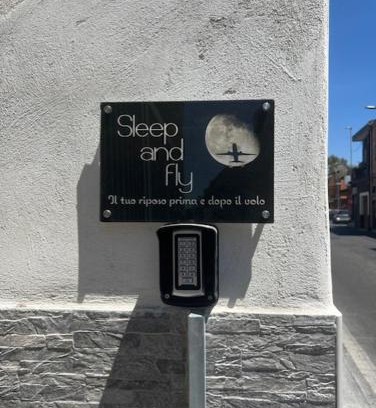 Sleep
and
fly
Il tuo riposo prima e dopo il volo